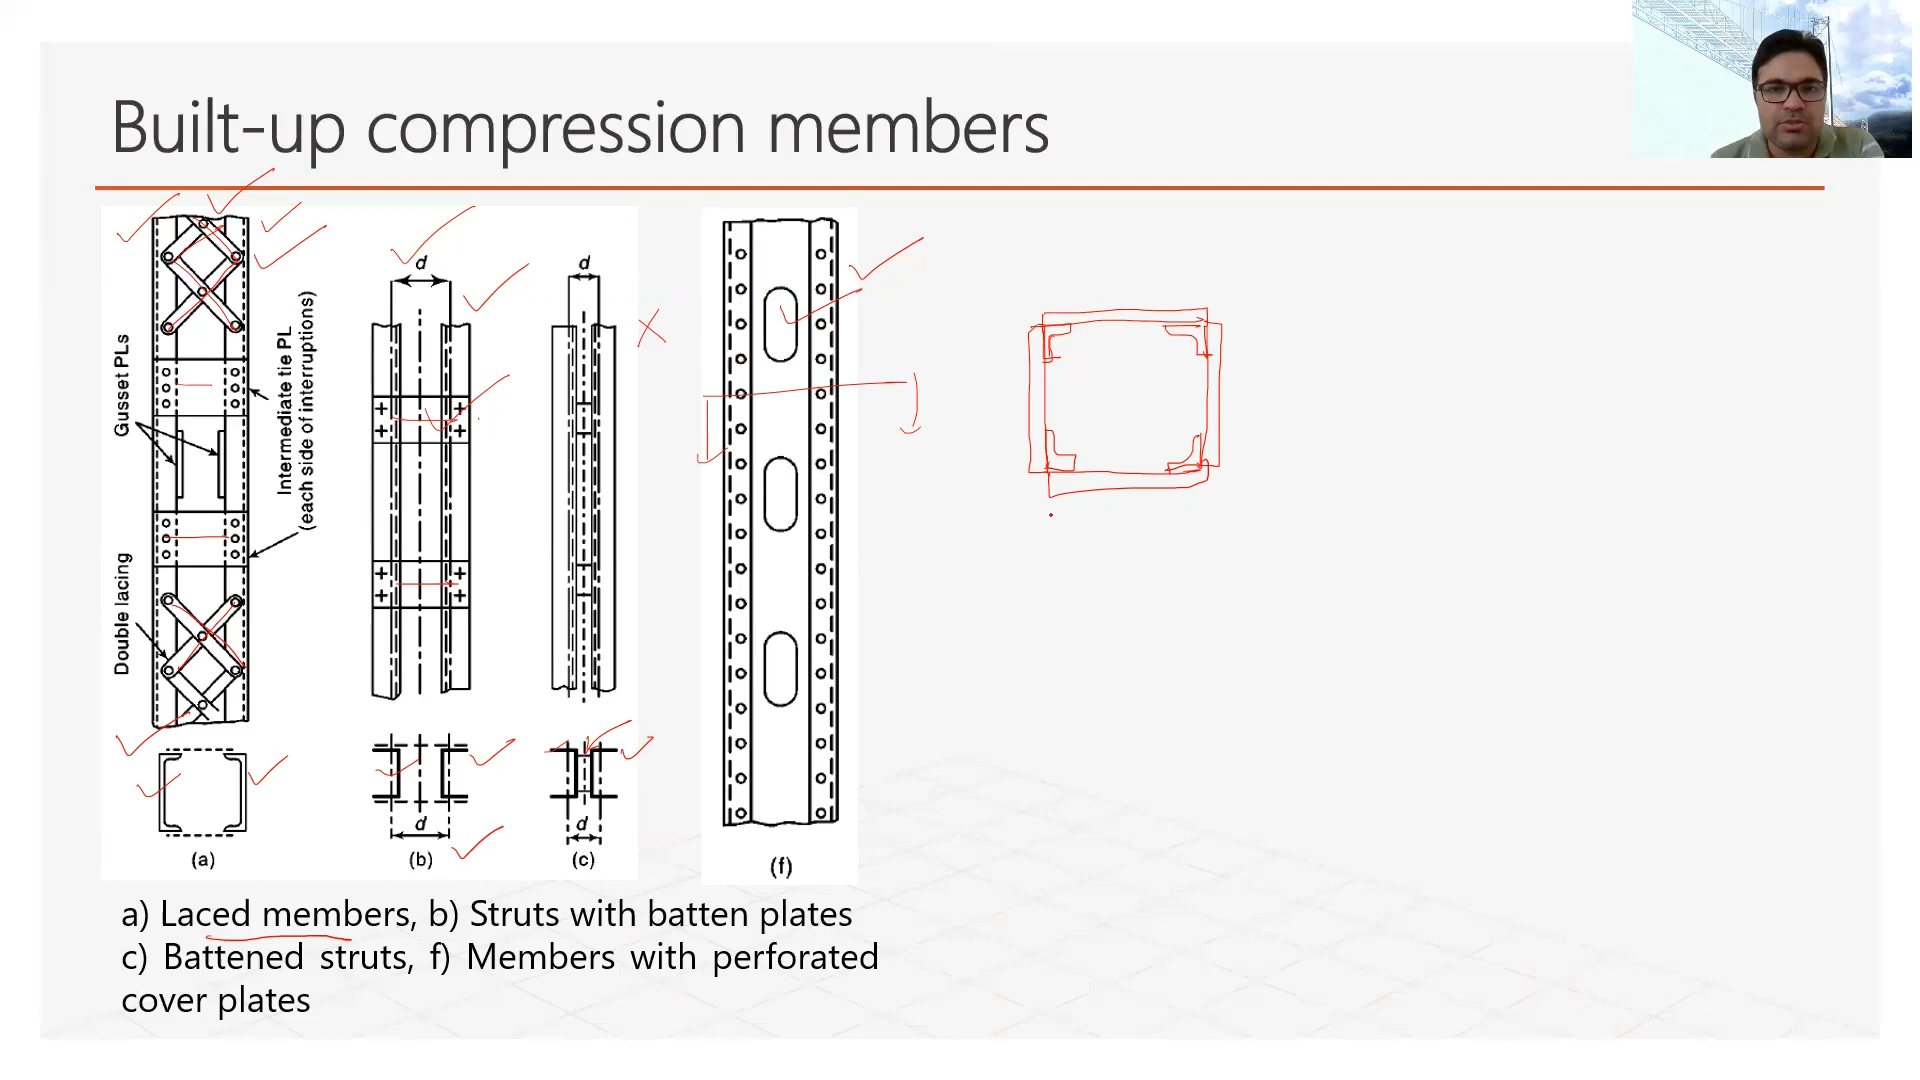 Built-up compression members
Gusset PLs
Intermediate tie PL
(each side of interruptions)
Double lacing
d
d
d
d
(a)
(b)
(c)
(f)
a) Laced members, b) Struts with batten plates
c) Battened struts, f) Members with perforated
cover plates